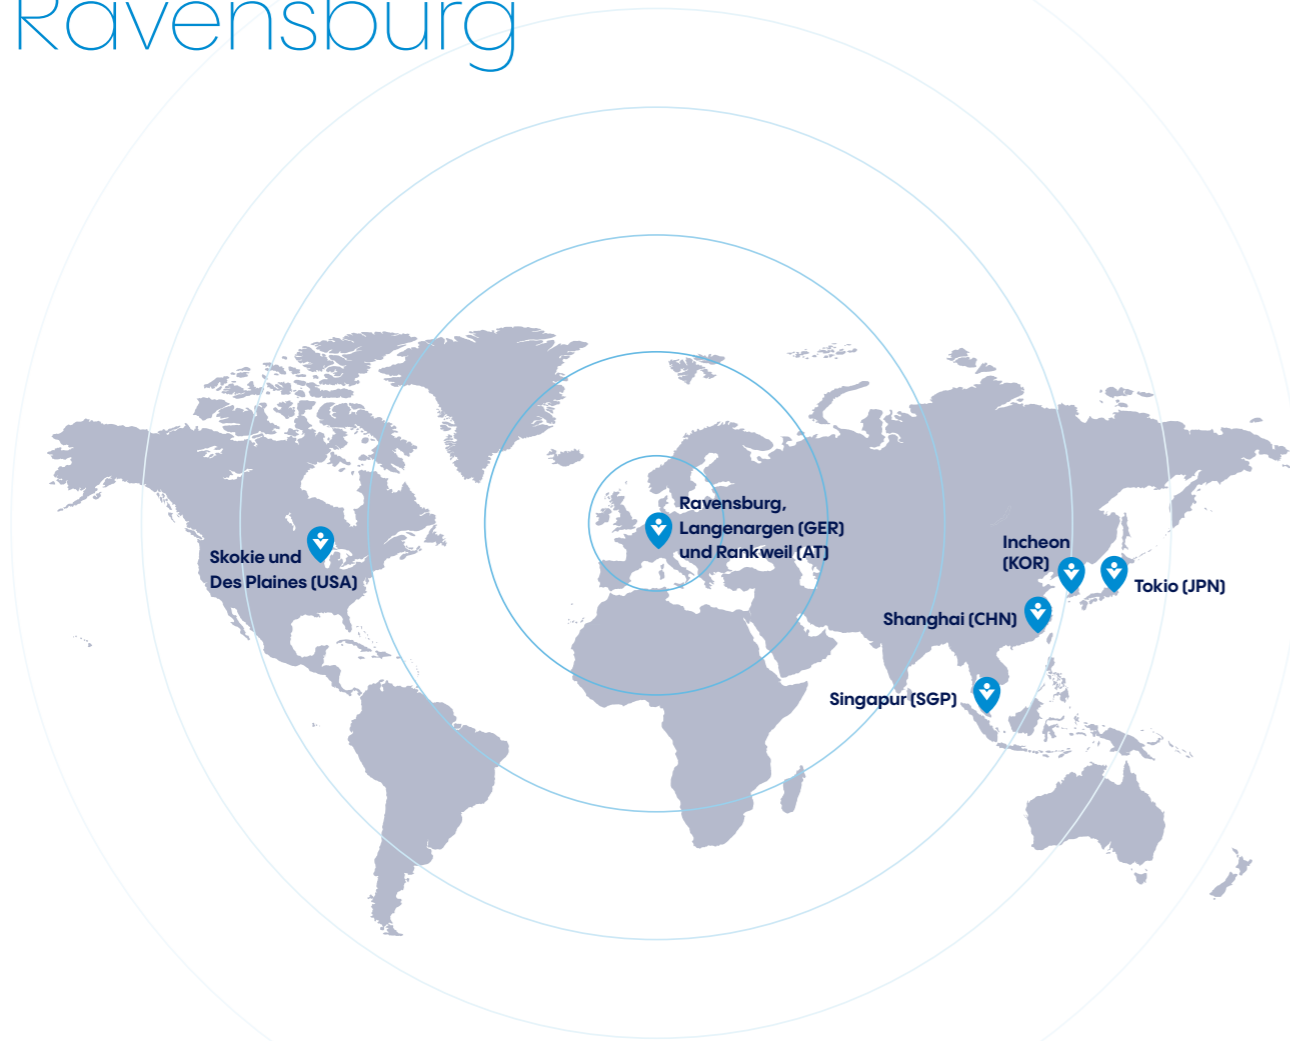 Ravensburg
Ravensburg,
Langenargen (GER)
und Rankweil (AT)
Skokie und
Des Plaines (USA)
Incheon
(KOR)
Tokio (JPN)
Shanghai (CHN)
Singapur (SGP)